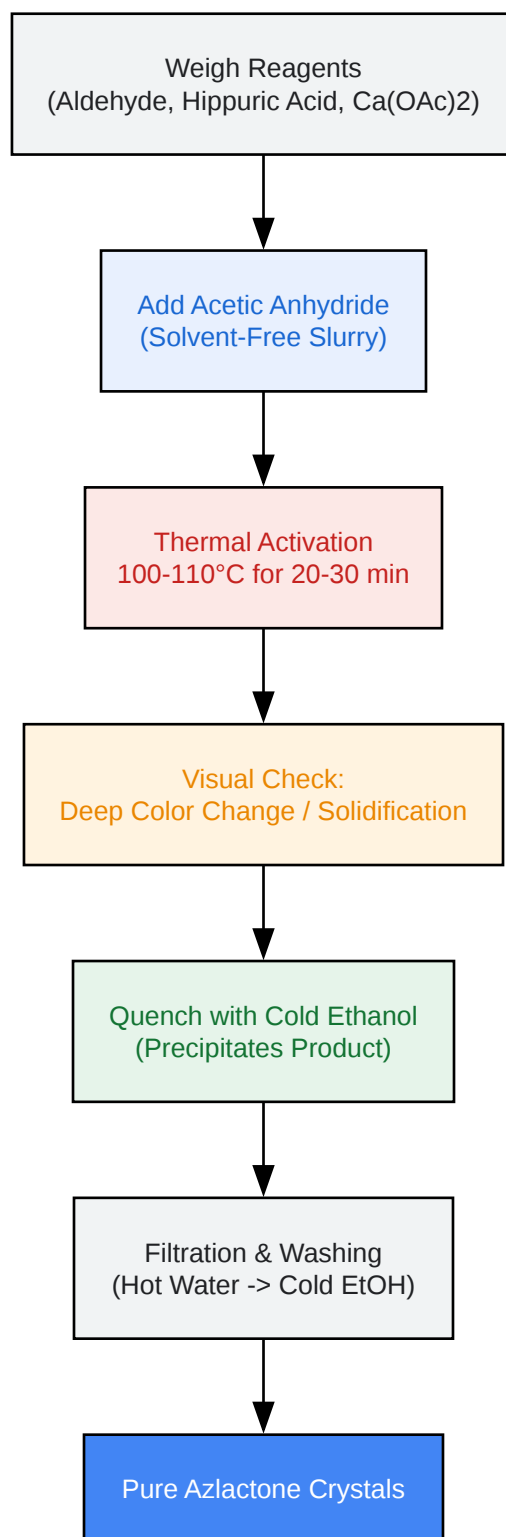 Weigh Reagents
(Aldehyde, Hippuric Acid, Ca(OAc)2)
Add Acetic Anhydride
(Solvent-Free Slurry)
Thermal Activation
100-110°C for 20-30 min
Visual Check:
Deep Color Change / Solidification
Quench with Cold Ethanol
(Precipitates Product)
Filtration & Washing
(Hot Water -> Cold EtOH)
Pure Azlactone Crystals